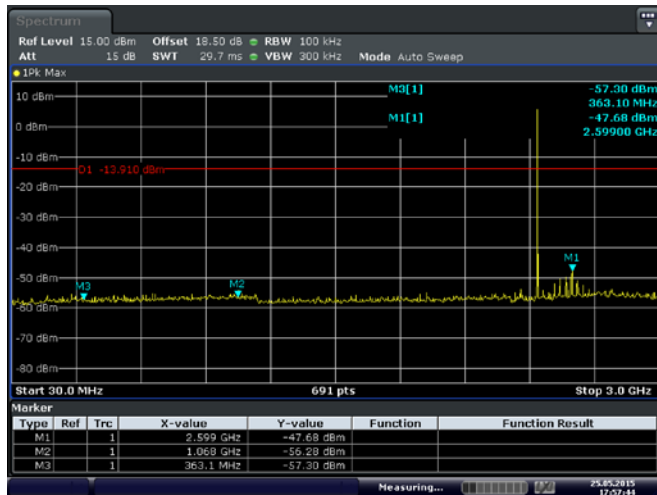 Spectrum
Ref Level 15.00 dBm Offset 18.50 dB RBW 100 kHz
Att 15 dB SWT 29.7 ms VBW 300 kHz Mode Auto Sweep
1Pk Max
M3[1] -57.30 dBm
363.10 MHz
M1[1] -47.68 dBm
2.59900 GHz
10 dBm
0 dBm
-10 dBm
D1 -13.910 dBm
-20 dBm
-30 dBm
-40 dBm
M1
-50 dBm
M3 M2
-60 dBm
-70 dBm
-80 dBm
Start 30.0 MHz 691 pts Stop 3.0 GHz
Marker
Type Ref Trc X-value Y-value Function Function Result
M1 1 2.599 GHz -47.68 dBm
M2 1 1.068 GHz -56.28 dBm
M3 1 363.1 MHz -57.30 dBm
Measuring... 25.05.2015
17:57:44